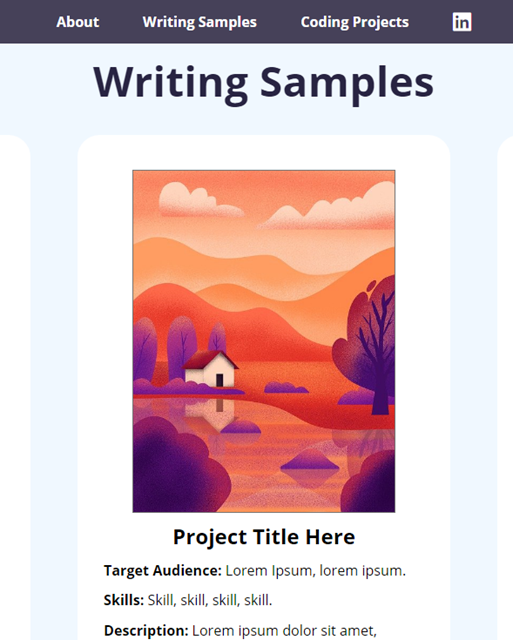 About Writing Samples Coding Projects in
Writing Samples
Project Title Here
Target Audience: Lorem Ipsum, lorem ipsum.
Skills: Skill, skill, skill, skill.
Description: Lorem ipsum dolor sit amet,